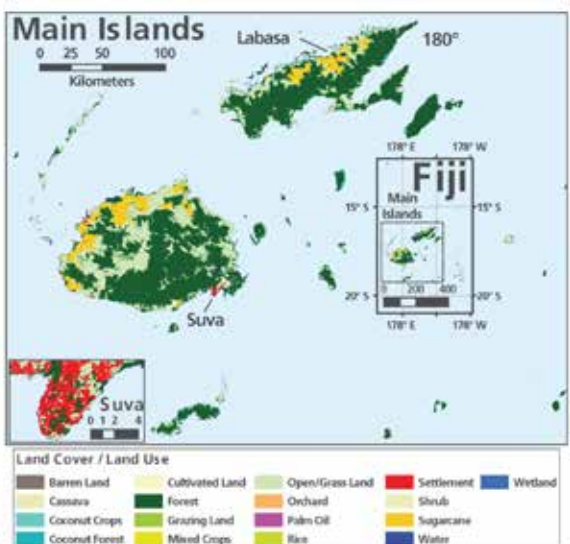 Main Islands
0 25 50 100
Kilometers
Labasa
180°
178° E 178° W
Fiji
Main
Islands
15° S 15° S
0 200 400
20° S 20° S
178° E 178° W
Suva
Suva
0 1 2 4
Land Cover / Land Use
Barren Land Cultivated Land Open/Grass Land Settlement Wetland
Cassava Forest Orchard Shrub
Coconut Crops Grazing Land Palm Oil Sugarcane
Coconut Forest Mixed Crops Rice Water